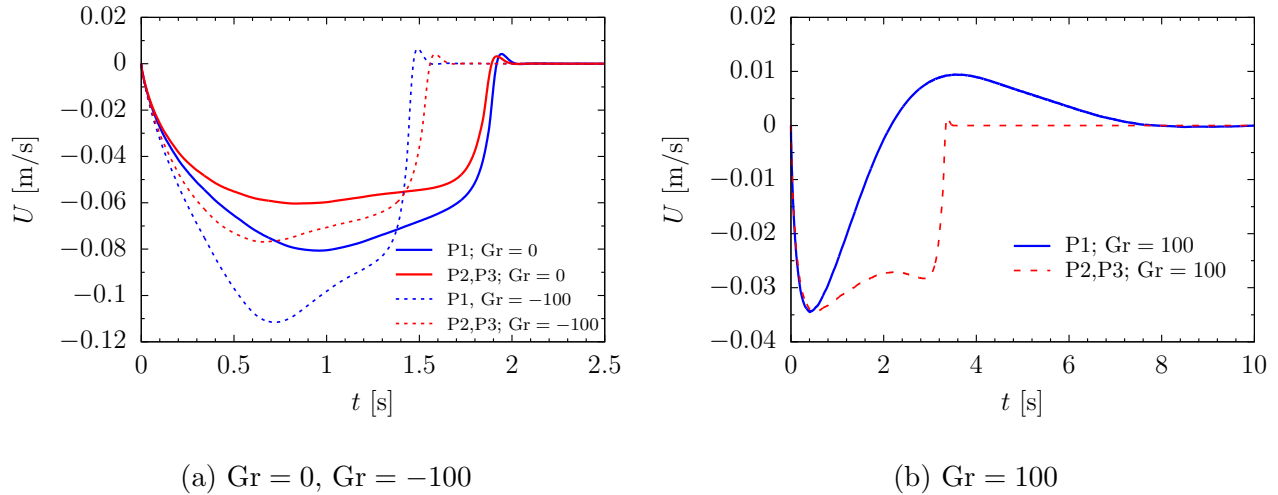 0.02
0
−0.02
−0.04
−0.06
−0.08
−0.1
−0.12
U [m/s]
0
0.5
1
1.5
2
2.5
t [s]
P1; Gr = 0
P2,P3; Gr = 0
P1, Gr = −100
P2,P3; Gr = −100
(a) Gr = 0, Gr = −100
0.02
0.01
0
−0.01
−0.02
−0.03
−0.04
U [m/s]
0
2
4
6
8
10
t [s]
P1; Gr = 100
P2,P3; Gr = 100
(b) Gr = 100